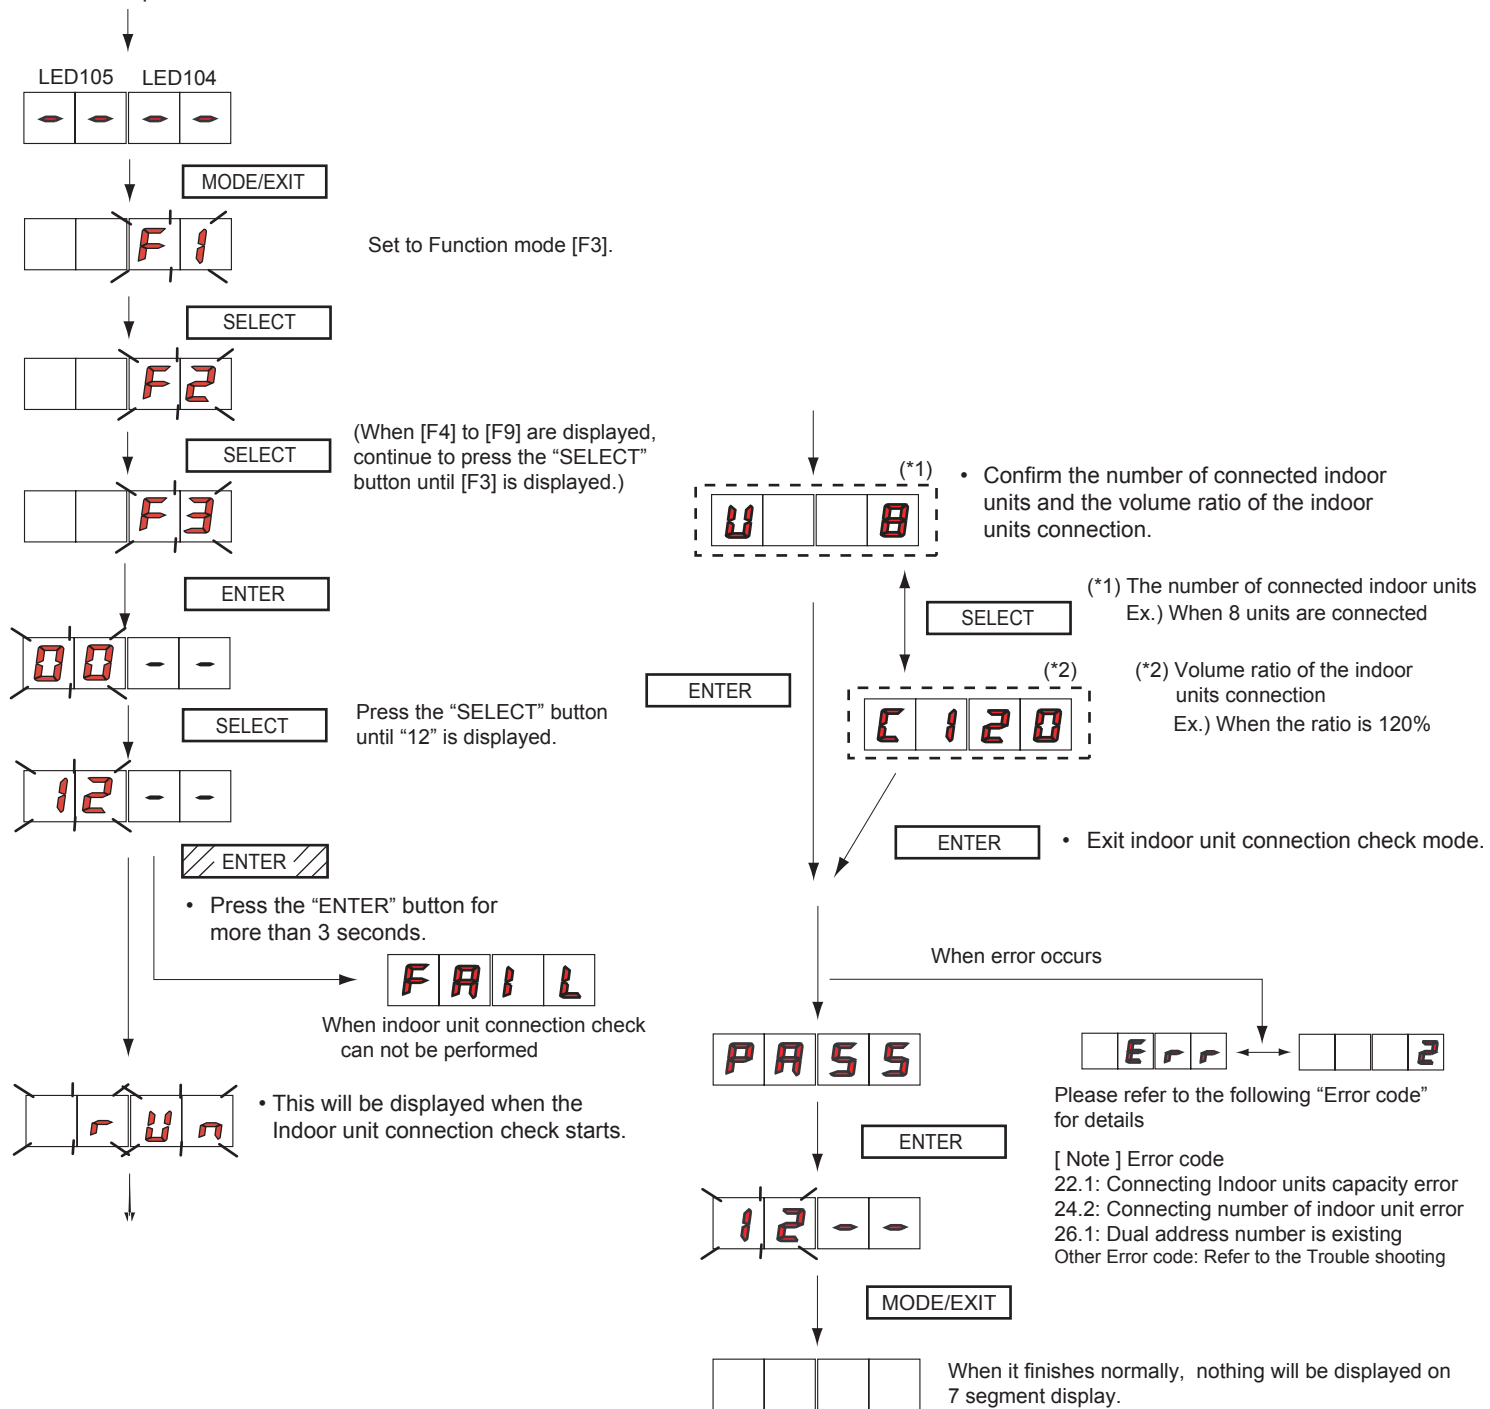 LED105 LED104
- - - -
MODE/EXIT
F1
Set to Function mode [F3].
SELECT
F2
SELECT
(When [F4] to [F9] are displayed,
continue to press the “SELECT”
button until [F3] is displayed.)
F3
ENTER
00 - -
SELECT
Press the “SELECT” button
until “12” is displayed.
12 - -
ENTER
• Press the “ENTER” button for
more than 3 seconds.
FAIL
When indoor unit connection check
can not be performed
rUn
• This will be displayed when the
Indoor unit connection check starts.
(*1)
U 8
• Confirm the number of connected indoor
units and the volume ratio of the indoor
units connection.
(*1) The number of connected indoor units
Ex.) When 8 units are connected
SELECT
ENTER
(*2)
C120
(*2) Volume ratio of the indoor
units connection
Ex.) When the ratio is 120%
ENTER
• Exit indoor unit connection check mode.
When error occurs
PASS
Err
2
Please refer to the following “Error code”
for details
[ Note ] Error code
22.1: Connecting Indoor units capacity error
24.2: Connecting number of indoor unit error
26.1: Dual address number is existing
Other Error code: Refer to the Trouble shooting
ENTER
12 - -
MODE/EXIT
When it finishes normally, nothing will be displayed on
7 segment display.